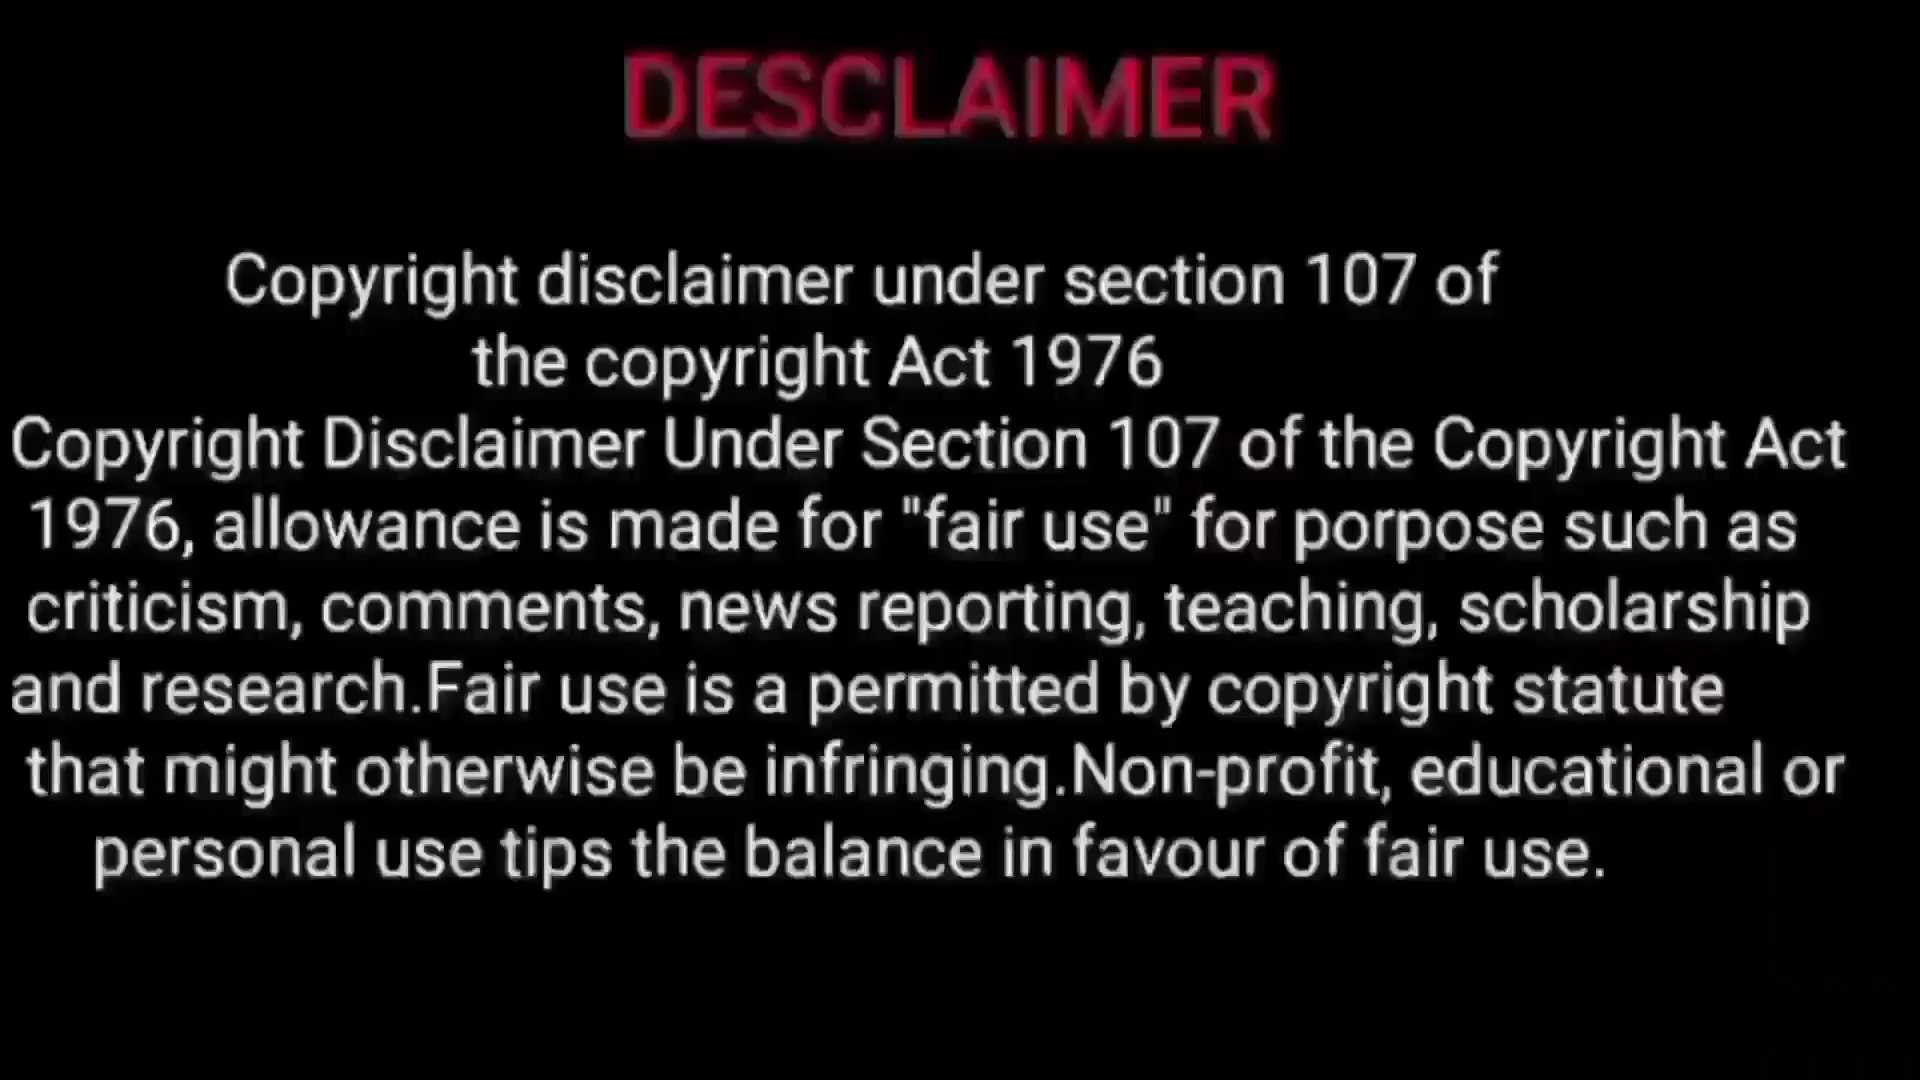 DESCLAIMER
Copyright disclaimer under section 107 of
the copyright Act 1976
Copyright Disclaimer Under Section 107 of the Copyright Act
1976, allowance is made for "fair use" for porpose such as
criticism, comments, news reporting, teaching, scholarship
and research.Fair use is a permitted by copyright statute
that might otherwise be infringing.Non-profit, educational or
personal use tips the balance in favour of fair use.